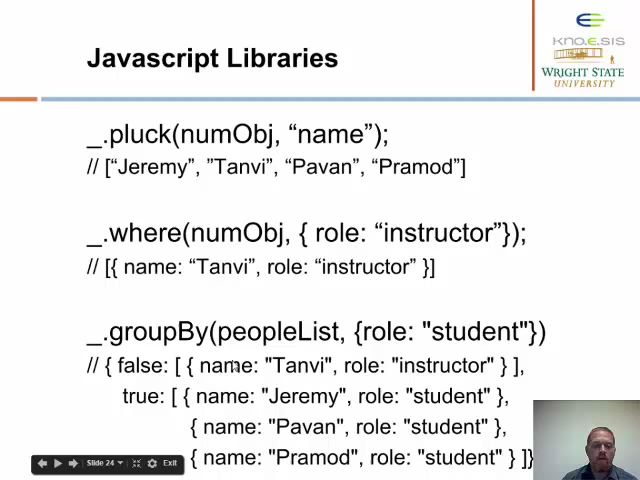 Javascript Libraries
kno.e.sis
WRIGHT STATE
UNIVERSITY
_.pluck(numObj, “name”);
// [“Jeremy”, ”Tanvi”, “Pavan”, “Pramod”]
_.where(numObj, { role: “instructor”});
// [{ name: “Tanvi”, role: “instructor” }]
_.groupBy(peopleList, {role: "student"})
// { false: [ { name: "Tanvi", role: "instructor" } ],
true: [ { name: "Jeremy", role: "student" },
{ name: "Pavan", role: "student" },
{ name: "Pramod", role: "student" } ]}
Slide 24 Exit